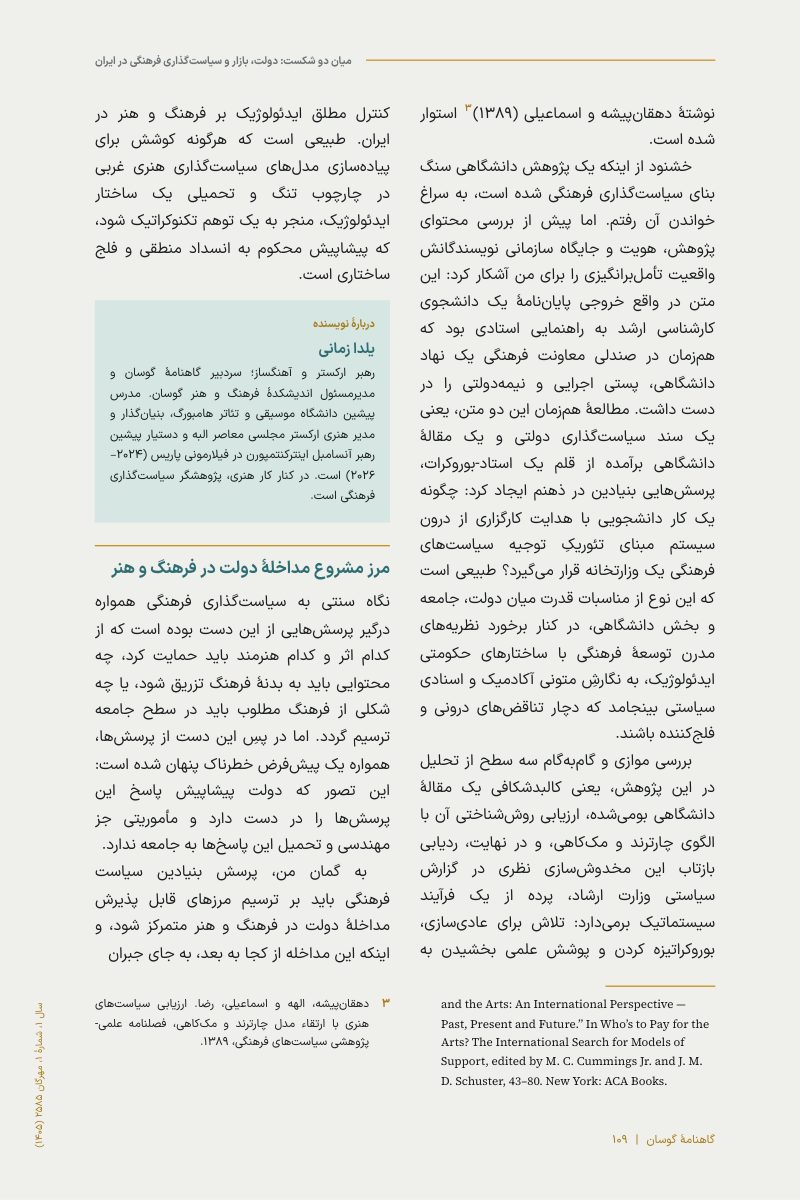 میان دو شکست: دولت، بازار و سیاست‌گذاری فرهنگی در ایران
نوشتهٔ دهقان‌پیشه و اسماعیلی (۱۳۸۹)۳ استوار
شده است.
خشنود از اینکه یک پژوهش دانشگاهی سنگ
بنای سیاست‌گذاری فرهنگی شده است، به سراغ
خواندن آن رفتم. اما پیش از بررسی محتوای
پژوهش، هویت و جایگاه سازمانی نویسندگانش
واقعیت تأمل‌برانگیزی را برای من آشکار کرد: این
متن در واقع خروجی پایان‌نامهٔ یک دانشجوی
کارشناسی ارشد به راهنمایی استادی بود که
هم‌زمان در صندلی معاونت فرهنگی یک نهاد
دانشگاهی، پستی اجرایی و نیمه‌دولتی را در
دست داشت. مطالعهٔ هم‌زمان این دو متن، یعنی
یک سند سیاست‌گذاری دولتی و یک مقالهٔ
دانشگاهی برآمده از قلم یک استاد-بوروکرات،
پرسش‌هایی بنیادین در ذهنم ایجاد کرد: چگونه
یک کار دانشجویی با هدایت کارگزاری از درون
سیستم مبنای تئوریکِ توجیه سیاست‌های
فرهنگی یک وزارتخانه قرار می‌گیرد؟ طبیعی است
که این نوع از مناسبات قدرت میان دولت، جامعه
و بخش دانشگاهی، در کنار برخورد نظریه‌های
مدرن توسعهٔ فرهنگی با ساختارهای حکومتی
ایدئولوژیک، به نگارشِ متونی آکادمیک و اسنادی
سیاستی بینجامد که دچار تناقض‌های درونی و
فلج‌کننده باشند.
بررسی موازی و گام‌به‌گام سه سطح از تحلیل
در این پژوهش، یعنی کالبدشکافی یک مقالهٔ
دانشگاهی بومی‌شده، ارزیابی روش‌شناختی آن با
الگوی چارترند و مک‌کاهی، و در نهایت، ردیابی
بازتاب این مخدوش‌سازی نظری در گزارش
سیاستی وزارت ارشاد، پرده از یک فرآیند
سیستماتیک برمی‌دارد: تلاش برای عادی‌سازی،
بوروکراتیزه کردن و پوشش علمی بخشیدن به
and the Arts: An International Perspective —
Past, Present and Future.” In Who’s to Pay for the
Arts? The International Search for Models of
Support, edited by M. C. Cummings Jr. and J. M.
D. Schuster, 43–80. New York: ACA Books.
کنترل مطلق ایدئولوژیک بر فرهنگ و هنر در
ایران. طبیعی است که هرگونه کوشش برای
پیاده‌سازی مدل‌های سیاست‌گذاری هنری غربی
در چارچوب تنگ و تحمیلی یک ساختار
ایدئولوژیک، منجر به یک توهم تکنوکراتیک شود،
که پیشاپیش محکوم به انسداد منطقی و فلج
ساختاری است.
دربارهٔ نویسنده
یلدا زمانی
رهبر ارکستر و آهنگساز؛ سردبیر گاهنامهٔ گوسان و
مدیرمسئول اندیشکدهٔ فرهنگ و هنر گوسان. مدرس
پیشین دانشگاه موسیقی و تئاتر هامبورگ، بنیان‌گذار و
مدیر هنری ارکستر مجلسی معاصر البه و دستیار پیشین
رهبر آنسامبل اینترکنتمپورن در فیلارمونی پاریس (۲۰۲۴–
۲۰۲۶) است. در کنار کار هنری، پژوهشگر سیاست‌گذاری
فرهنگی است.
مرز مشروع مداخلهٔ دولت در فرهنگ و هنر
نگاه سنتی به سیاست‌گذاری فرهنگی همواره
درگیر پرسش‌هایی از این دست بوده است که از
کدام اثر و کدام هنرمند باید حمایت کرد، چه
محتوایی باید به بدنهٔ فرهنگ تزریق شود، یا چه
شکلی از فرهنگ مطلوب باید در سطح جامعه
ترسیم گردد. اما در پسِ این دست از پرسش‌ها،
همواره یک پیش‌فرض خطرناک پنهان شده است:
این تصور که دولت پیشاپیش پاسخ این
پرسش‌ها را در دست دارد و مأموریتی جز
مهندسی و تحمیل این پاسخ‌ها به جامعه ندارد.
به گمان من، پرسش بنیادین سیاست
فرهنگی باید بر ترسیم مرزهای قابل پذیرش
مداخلهٔ دولت در فرهنگ و هنر متمرکز شود، و
اینکه این مداخله از کجا به بعد، به جای جبران
۳ دهقان‌پیشه، الهه و اسماعیلی، رضا. ارزیابی سیاست‌های
هنری با ارتقاء مدل چارترند و مک‌کاهی، فصلنامه علمی-
پژوهشی سیاست‌های فرهنگی، ۱۳۸۹.
سال ۱، شمارهٔ ۱، مهرگان ۲۵۸۵ (۱۴۰۵)
گاهنامهٔ گوسان | ۱۰۹